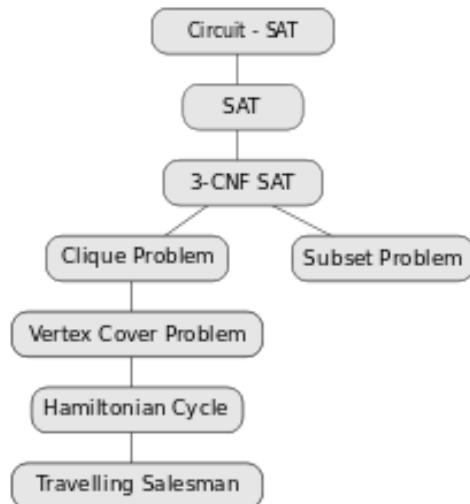 Circuit - SAT
SAT
3-CNF SAT
Clique Problem
Subset Problem
Vertex Cover Problem
Hamiltonian Cycle
Travelling Salesman